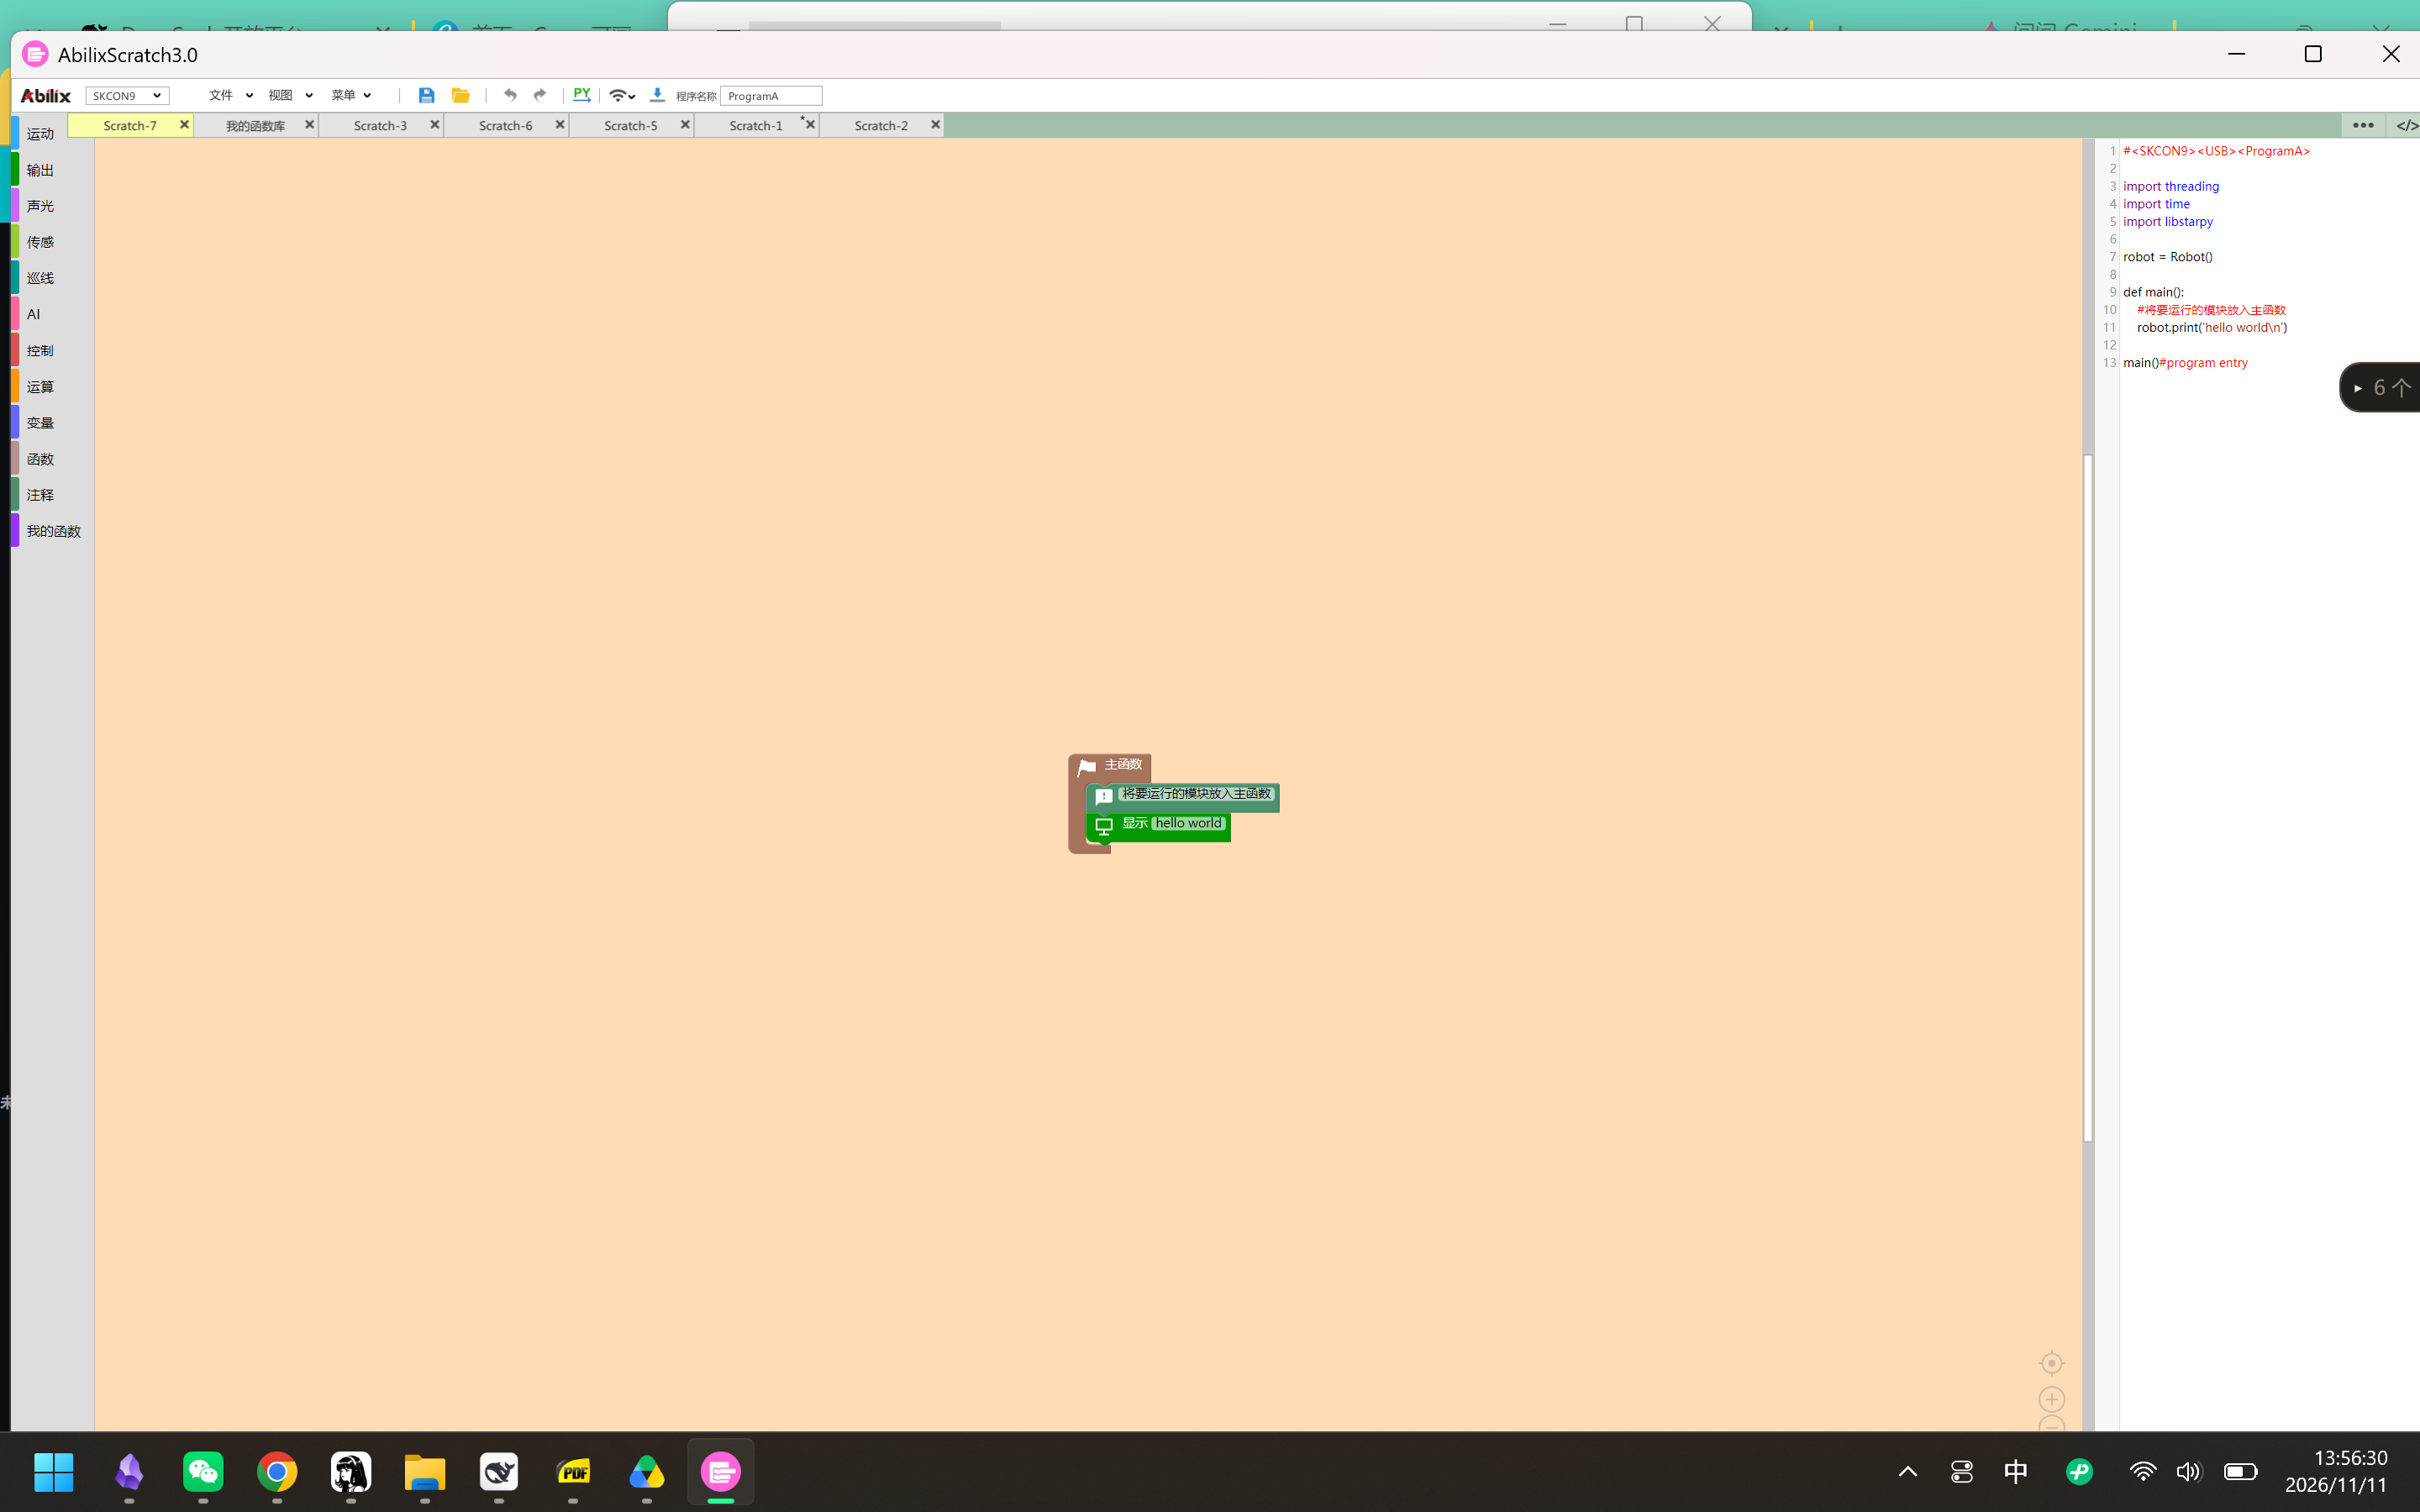 AbilixScratch3.0
Abilix SKCON9 文件 视图 菜单 PY 程序名称 ProgramA
Scratch-7 我的函数库 Scratch-3 Scratch-6 Scratch-5 Scratch-1 * Scratch-2 ••• </>
运动
输出
声光
传感
巡线
AI
控制
运算
变量
函数
注释
我的函数
主函数
将要运行的模块放入主函数
显示 hello world
1 #<SKCON9><USB><ProgramA>
2
3 import threading
4 import time
5 import libstarpy
6
7 robot = Robot()
8
9 def main():
10 #将要运行的模块放入主函数
11 robot.print('hello world\n')
12
13 main()#program entry
6 个
PDF
中
13:56:30
2026/11/11